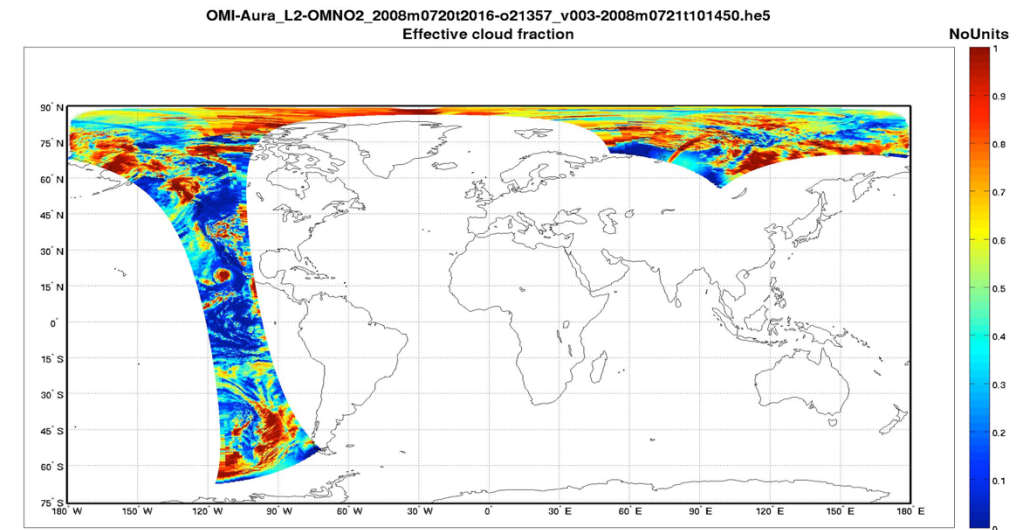 OMI-Aura_L2-OMNO2_2008m0720t2016-o21357_v003-2008m0721t101450.he5
Effective cloud fraction
NoUnits
1
0.9
0.8
0.7
0.6
0.5
0.4
0.3
0.2
0.1
0
90° N
75° N
60° N
45° N
30° N
15° N
0°
15° S
30° S
45° S
60° S
75° S
180° W 150° W 120° W 90° W 60° W 30° W 0° 30° E 60° E 90° E 120° E 150° E 180° E